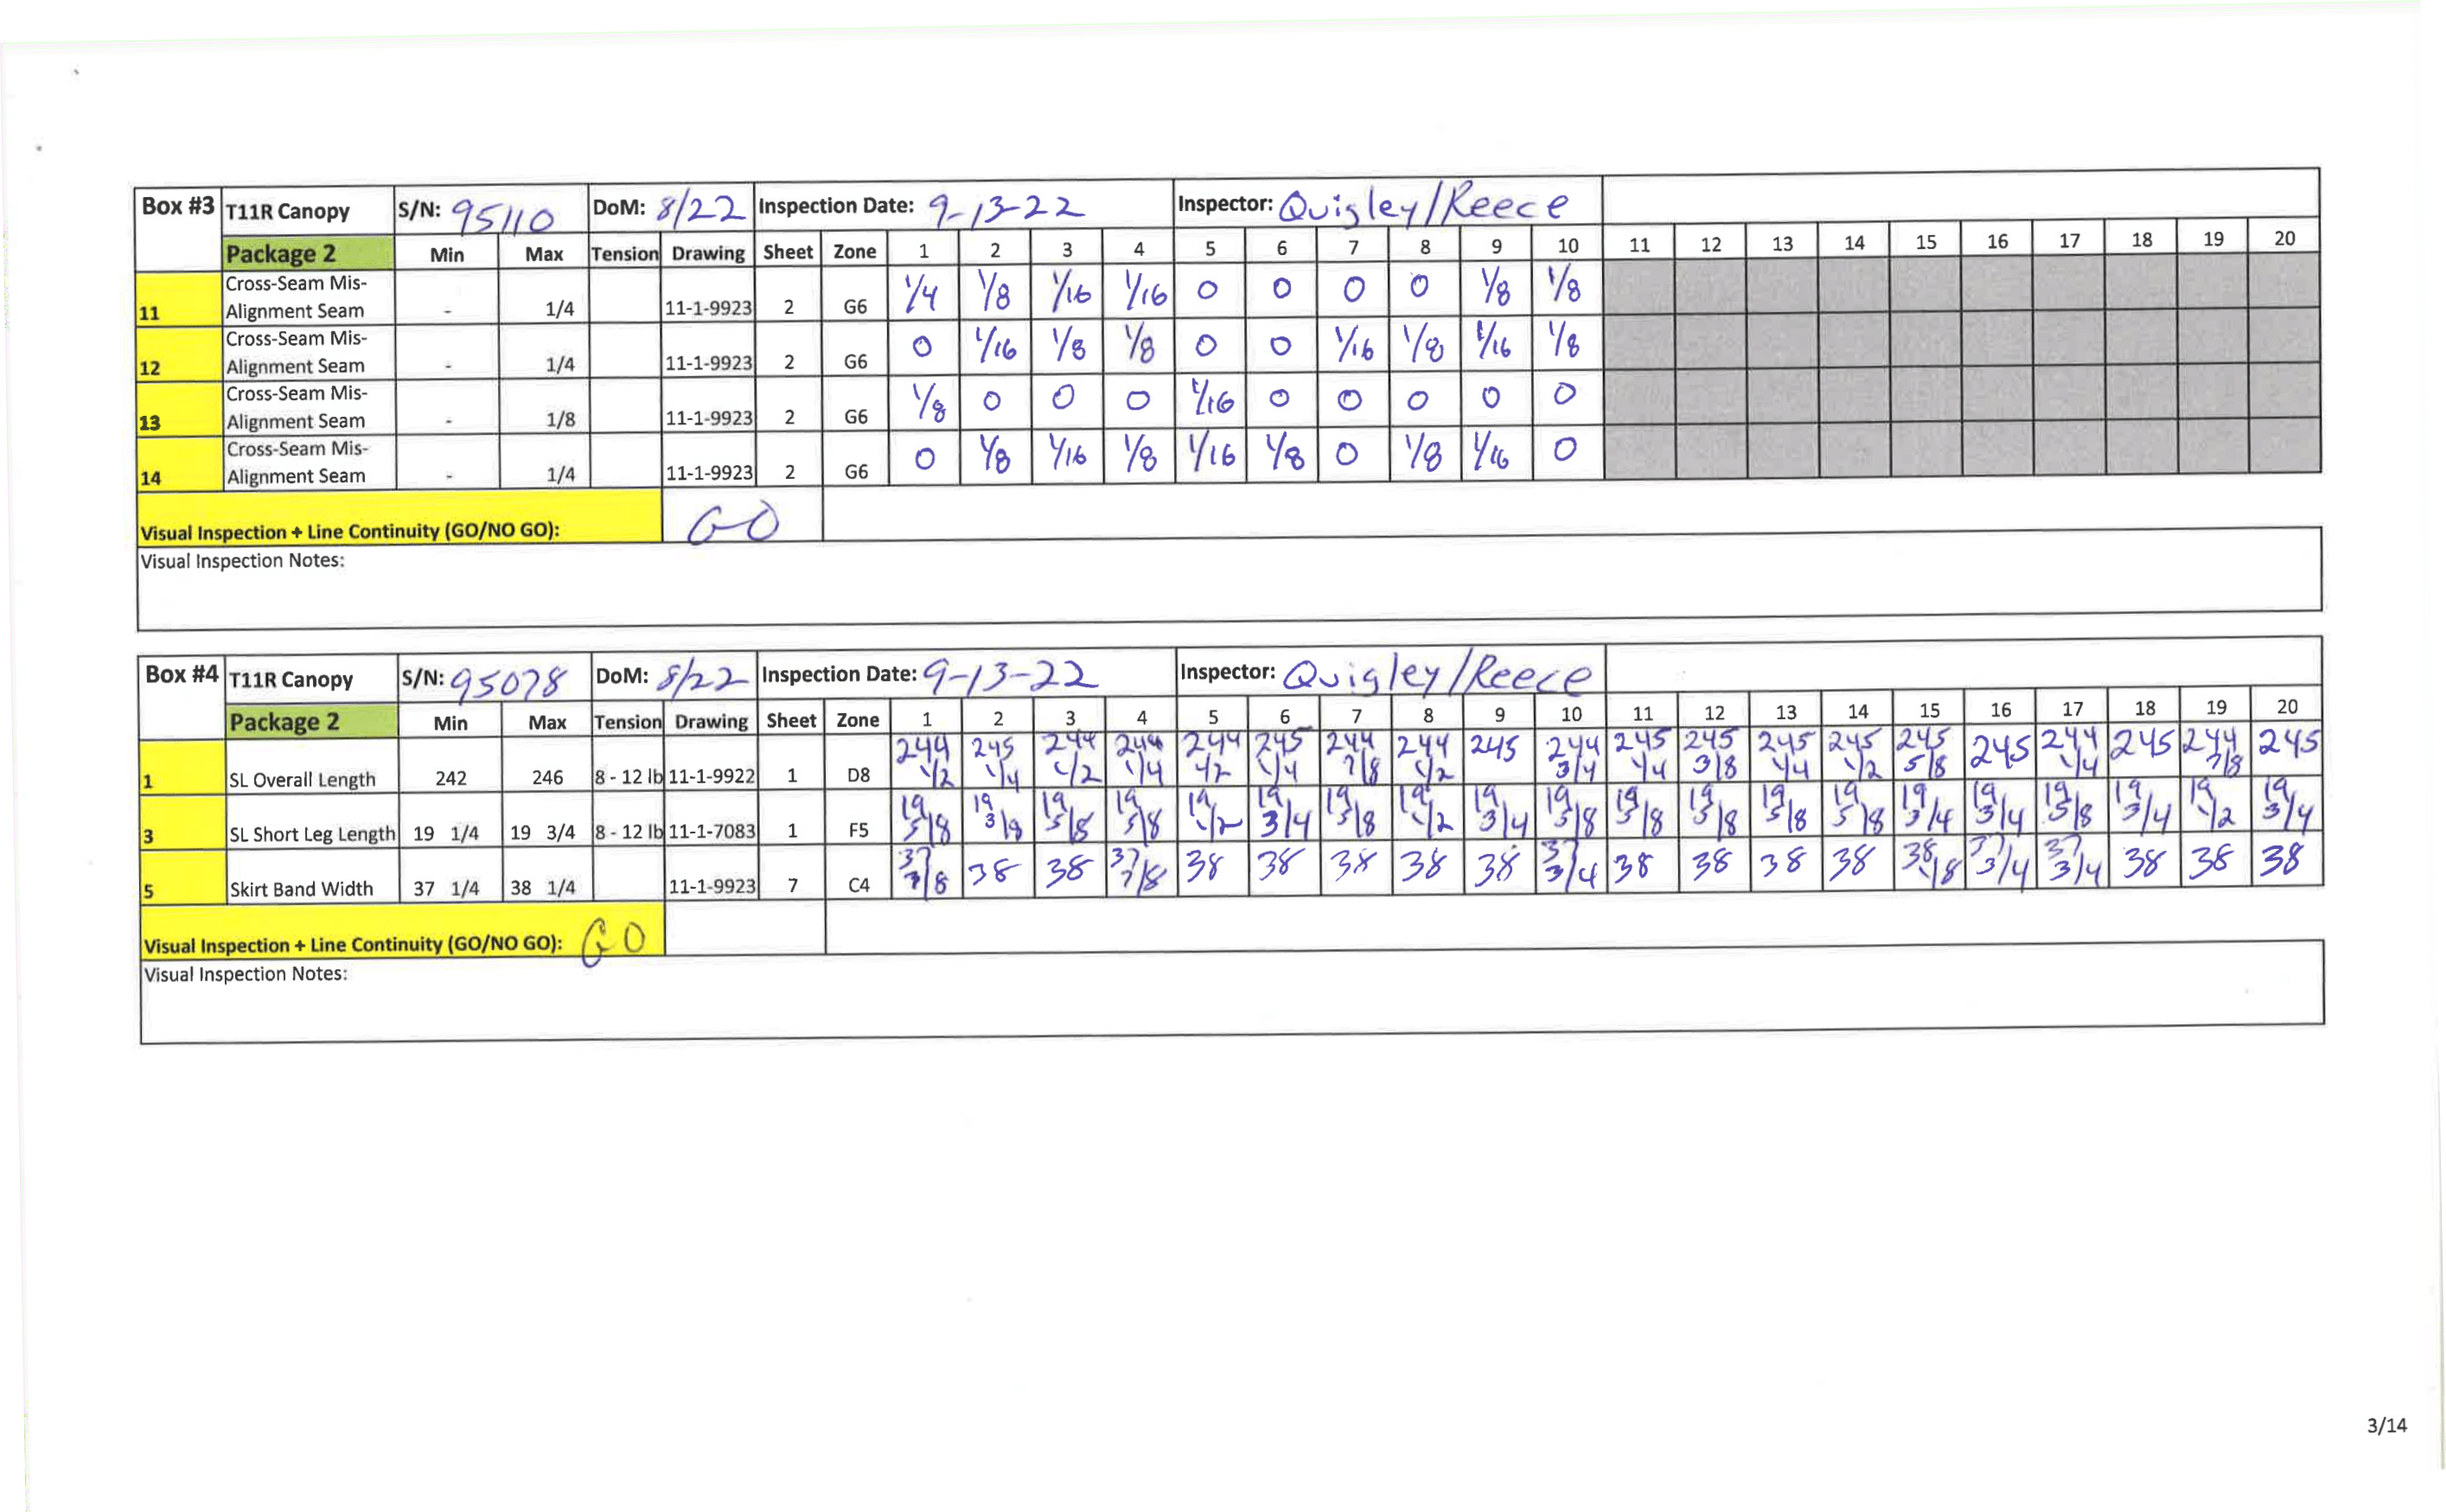 Box #3 T11R Canopy S/N: 95110 DoM: 8/22 Inspection Date: 9-13-22 Inspector: Quigley/Reece
Package 2 Min Max Tension Drawing Sheet Zone 1 2 3 4 5 6 7 8 9 10 11 12 13 14 15 16 17 18 19 20
11 Cross-Seam Mis-Alignment Seam - 1/4 11-1-9923 2 G6 1/4 1/8 1/16 1/16 0 0 0 0 1/8 1/8
12 Cross-Seam Mis-Alignment Seam - 1/4 11-1-9923 2 G6 0 1/16 1/8 1/8 0 0 1/16 1/8 1/16 1/8
13 Cross-Seam Mis-Alignment Seam - 1/8 11-1-9923 2 G6 1/8 0 0 0 1/16 0 0 0 0 0
14 Cross-Seam Mis-Alignment Seam - 1/4 11-1-9923 2 G6 0 1/8 1/16 1/8 1/16 1/8 0 1/8 1/16 0
Visual Inspection + Line Continuity (GO/NO GO): GO
Visual Inspection Notes:
Box #4 T11R Canopy S/N: 95078 DoM: 8/22 Inspection Date: 9-13-22 Inspector: Quigley/Reece
Package 2 Min Max Tension Drawing Sheet Zone 1 2 3 4 5 6 7 8 9 10 11 12 13 14 15 16 17 18 19 20
1 SL Overall Length 242 246 8 - 12 lb 11-1-9922 1 D8 244 1/2 245 1/4 244 1/2 244 1/4 244 1/2 245 1/4 244 7/8 244 1/2 245 244 3/4 245 1/4 245 3/8 245 1/4 245 1/2 245 5/8 245 244 1/4 245 244 7/8 245
3 SL Short Leg Length 19 1/4 19 3/4 8 - 12 lb 11-1-7083 1 F5 19 5/8 19 3/8 19 5/8 19 5/8 19 1/2 19 3/4 19 5/8 19 1/2 19 3/4 19 5/8 19 5/8 19 5/8 19 5/8 19 5/8 19 3/4 19 3/4 19 5/8 19 3/4 19 1/2 19 3/4
5 Skirt Band Width 37 1/4 38 1/4 11-1-9923 7 C4 37 7/8 38 38 37 7/8 38 38 38 38 38 37 3/4 38 38 38 38 38 1/8 37 3/4 37 3/4 38 38 38
Visual Inspection + Line Continuity (GO/NO GO): GO
Visual Inspection Notes:
3/14